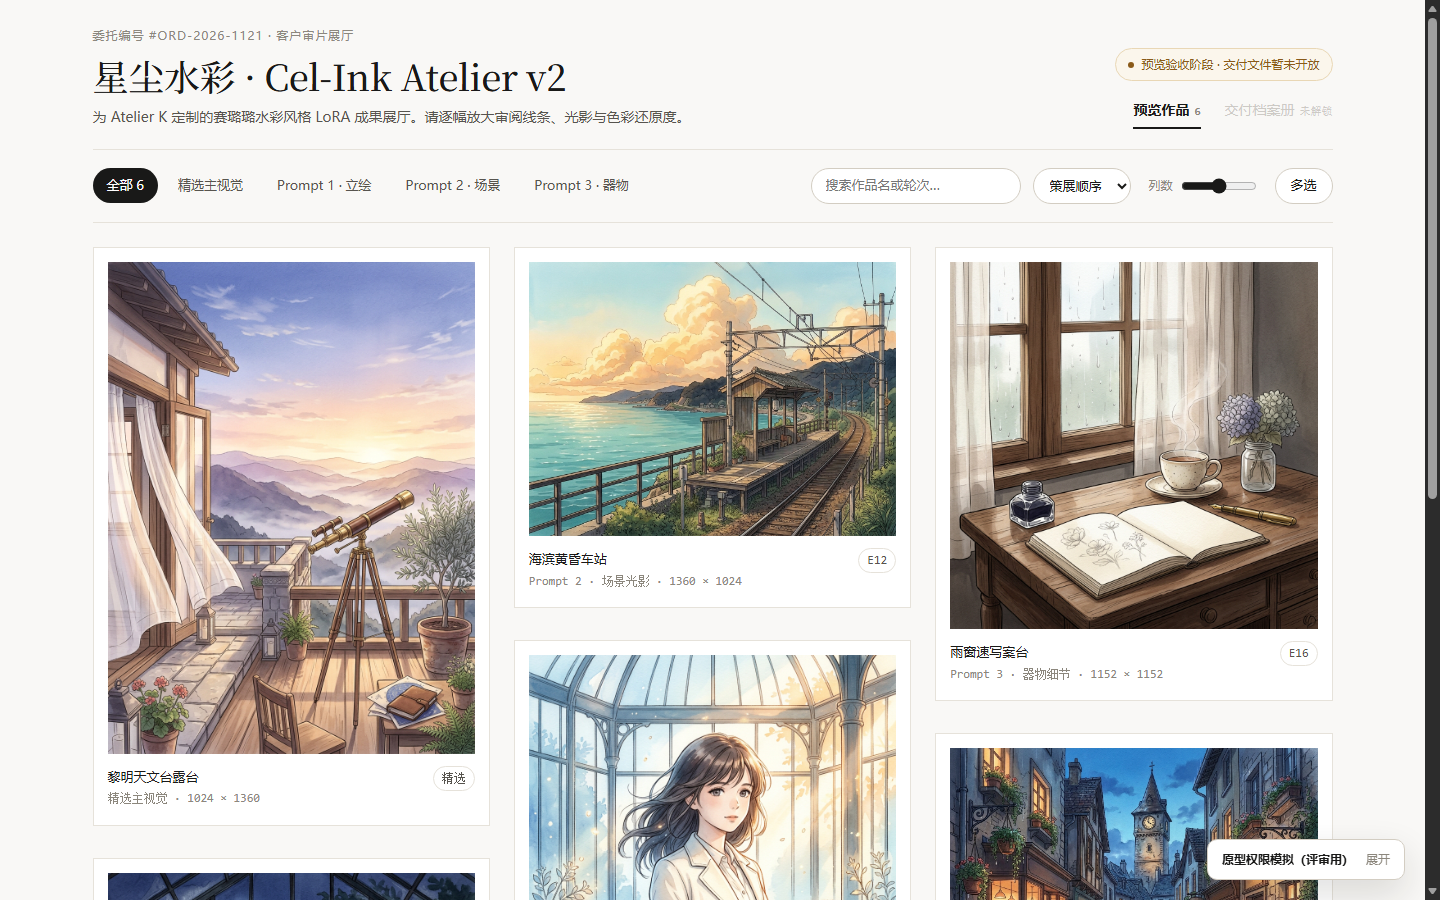 委托编号 #ORD-2026-1121 · 客户审片展厅
星尘水彩 · Cel-Ink Atelier v2
为 Atelier K 定制的赛璐璐水彩风格 LoRA 成果展厅。请逐幅放大审阅线条、光影与色彩还原度。
预览验收阶段 · 交付文件暂未开放
预览作品 6
交付档案册 未解锁
全部 6
精选主视觉
Prompt 1 · 立绘
Prompt 2 · 场景
Prompt 3 · 器物
搜索作品名或轮次...
策展顺序
列数
多选
黎明天文台露台
精选
精选主视觉 · 1024 × 1360
海滨黄昏车站
E12
Prompt 2 · 场景光影 · 1360 × 1024
雨窗速写案台
E16
Prompt 3 · 器物细节 · 1152 × 1152
原型权限模拟（评审用） 展开